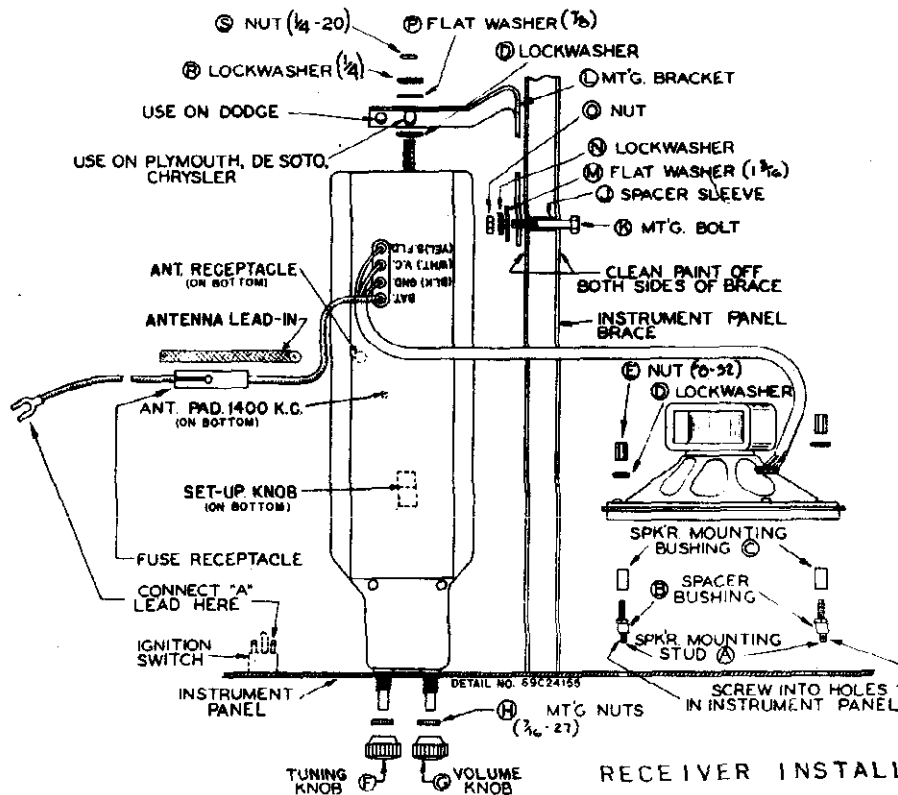 Ⓢ NUT (1/4-20)
Ⓟ FLAT WASHER (7/8)
Ⓡ LOCKWASHER (1/4)
Ⓓ LOCKWASHER
Ⓛ MT'G. BRACKET
USE ON DODGE
Ⓞ NUT
USE ON PLYMOUTH, DE SOTO,
CHRYSLER
Ⓝ LOCKWASHER
Ⓜ FLAT WASHER (1 3/16)
Ⓙ SPACER SLEEVE
Ⓚ MT'G. BOLT
(YEL) S. FLD.
(WHT.) V.C.
(BLK) GND.
BAT.
ANT. RECEPTACLE
(ON BOTTOM)
CLEAN PAINT OFF
BOTH SIDES OF BRACE
ANTENNA LEAD-IN
INSTRUMENT PANEL
BRACE
Ⓔ NUT (8-32)
Ⓓ LOCKWASHER
ANT. PAD. 1400 K.C.
(ON BOTTOM)
SET-UP KNOB
(ON BOTTOM)
SPK'R. MOUNTING
BUSHING Ⓒ
FUSE RECEPTACLE
CONNECT "A"
LEAD HERE
Ⓑ SPACER
BUSHING
IGNITION
SWITCH
SPK'R. MOUNTING
STUD Ⓐ
INSTRUMENT
PANEL
DETAIL NO. 69C24155
SCREW INTO HOLES
IN INSTRUMENT PANEL
Ⓗ MT'G NUTS
(7/16-27)
TUNING
KNOB Ⓕ
VOLUME
Ⓖ KNOB
RECEIVER INSTALL